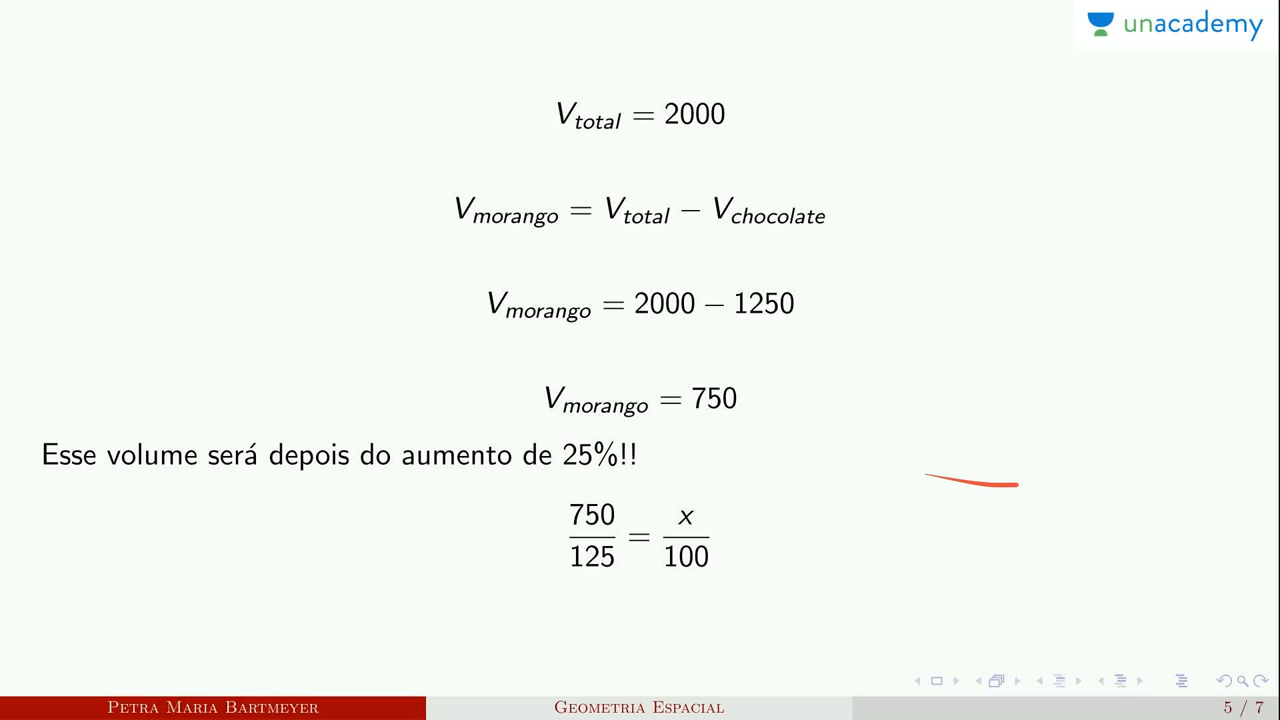 unacademy
V_total = 2000
V_morango = V_total − V_chocolate
V_morango = 2000 − 1250
V_morango = 750
Esse volume será depois do aumento de 25%!!
750/125 = x/100
Petra Maria Bartmeyer Geometria Espacial 5 / 7